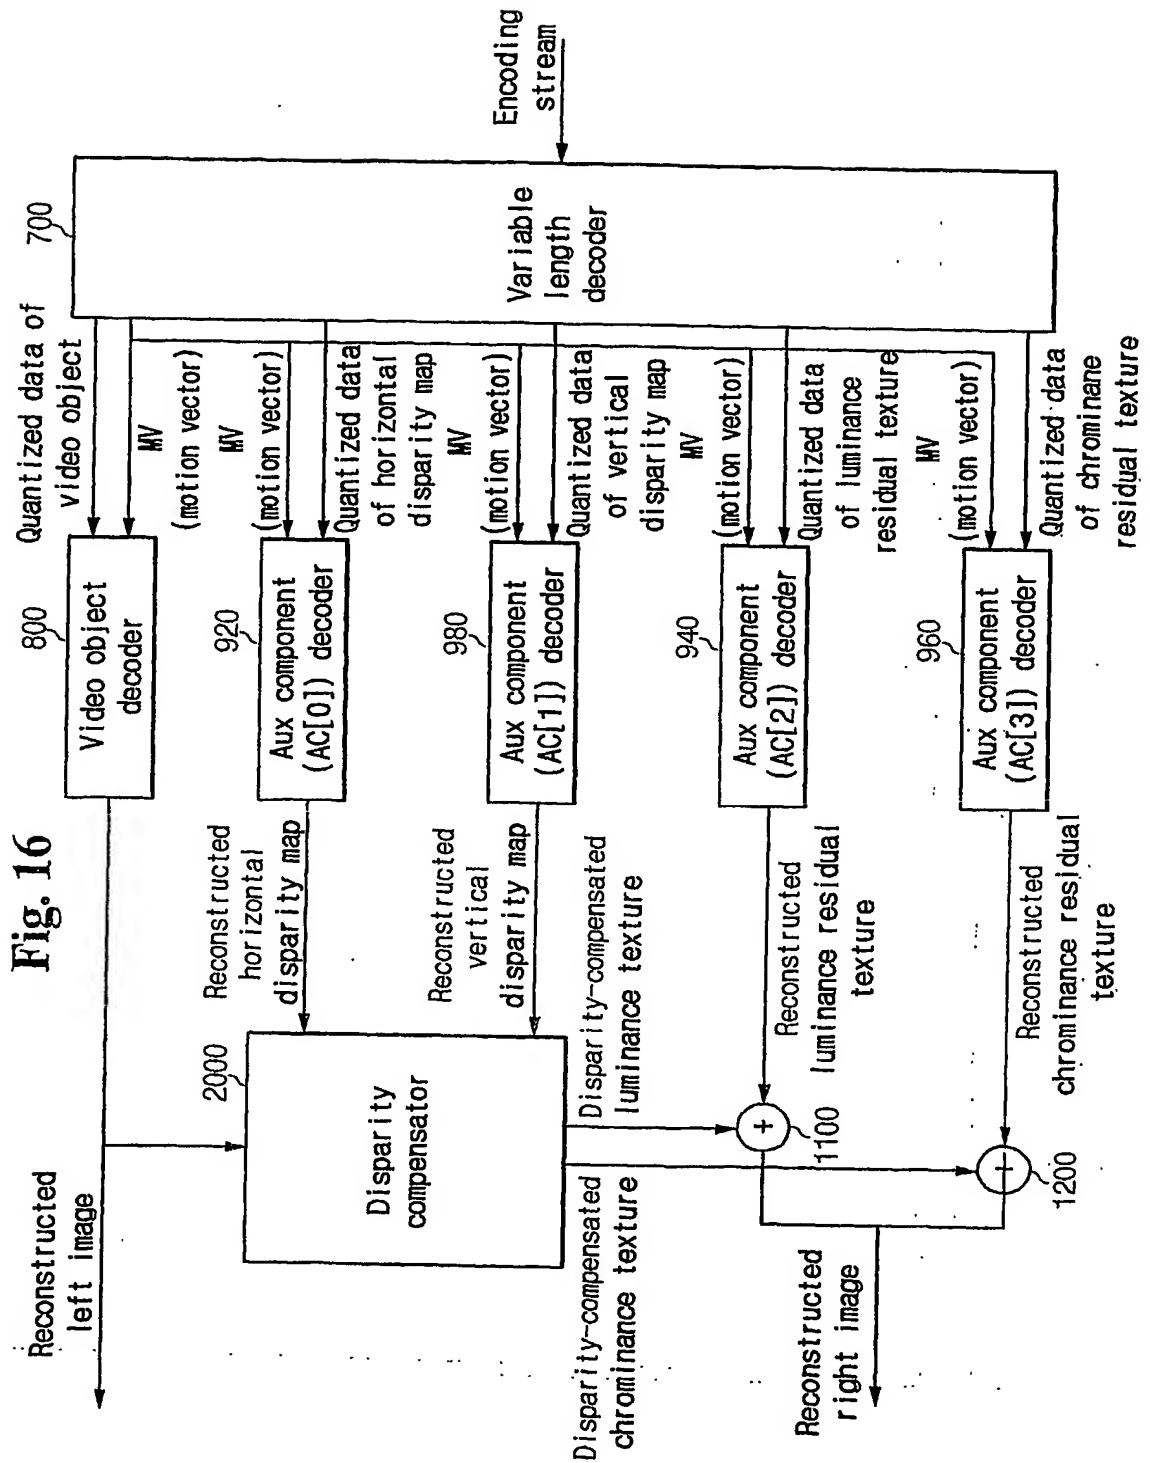 Fig. 16
Encoding
stream
700
Variable
length
decoder
Quantized data of
video object
MV
(motion vector)
MV
(motion vector)
Quantized data
of horizontal
disparity map
MV
(motion vector)
Quantized data
of vertical
disparity map
MV
(motion vector)
Quantized data
of luminance
residual texture
MV
(motion vector)
Quantized data
of chrominane
residual texture
800
Video object
decoder
920
Aux component
(AC[0]) decoder
980
Aux component
(AC[1]) decoder
940
Aux component
(AC[2]) decoder
960
Aux component
(AC[3]) decoder
Reconstructed
horizontal
disparity map
Reconstructed
vertical
disparity map
Reconstructed
luminance residual
texture
Reconstructed
chrominance residual
texture
2000
Disparity
compensator
Disparity-compensated
luminance texture
Disparity-compensated
chrominance texture
+
1100
+
1200
Reconstructed
left image
Reconstructed
right image